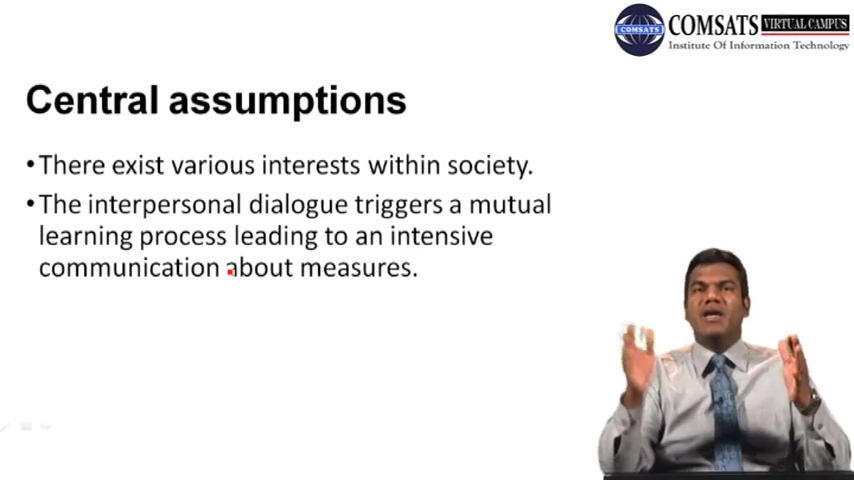 COMSATS
COMSATS VIRTUAL CAMPUS
Institute Of Information Technology
Central assumptions
•There exist various interests within society.
•The interpersonal dialogue triggers a mutual
learning process leading to an intensive
communication about measures.